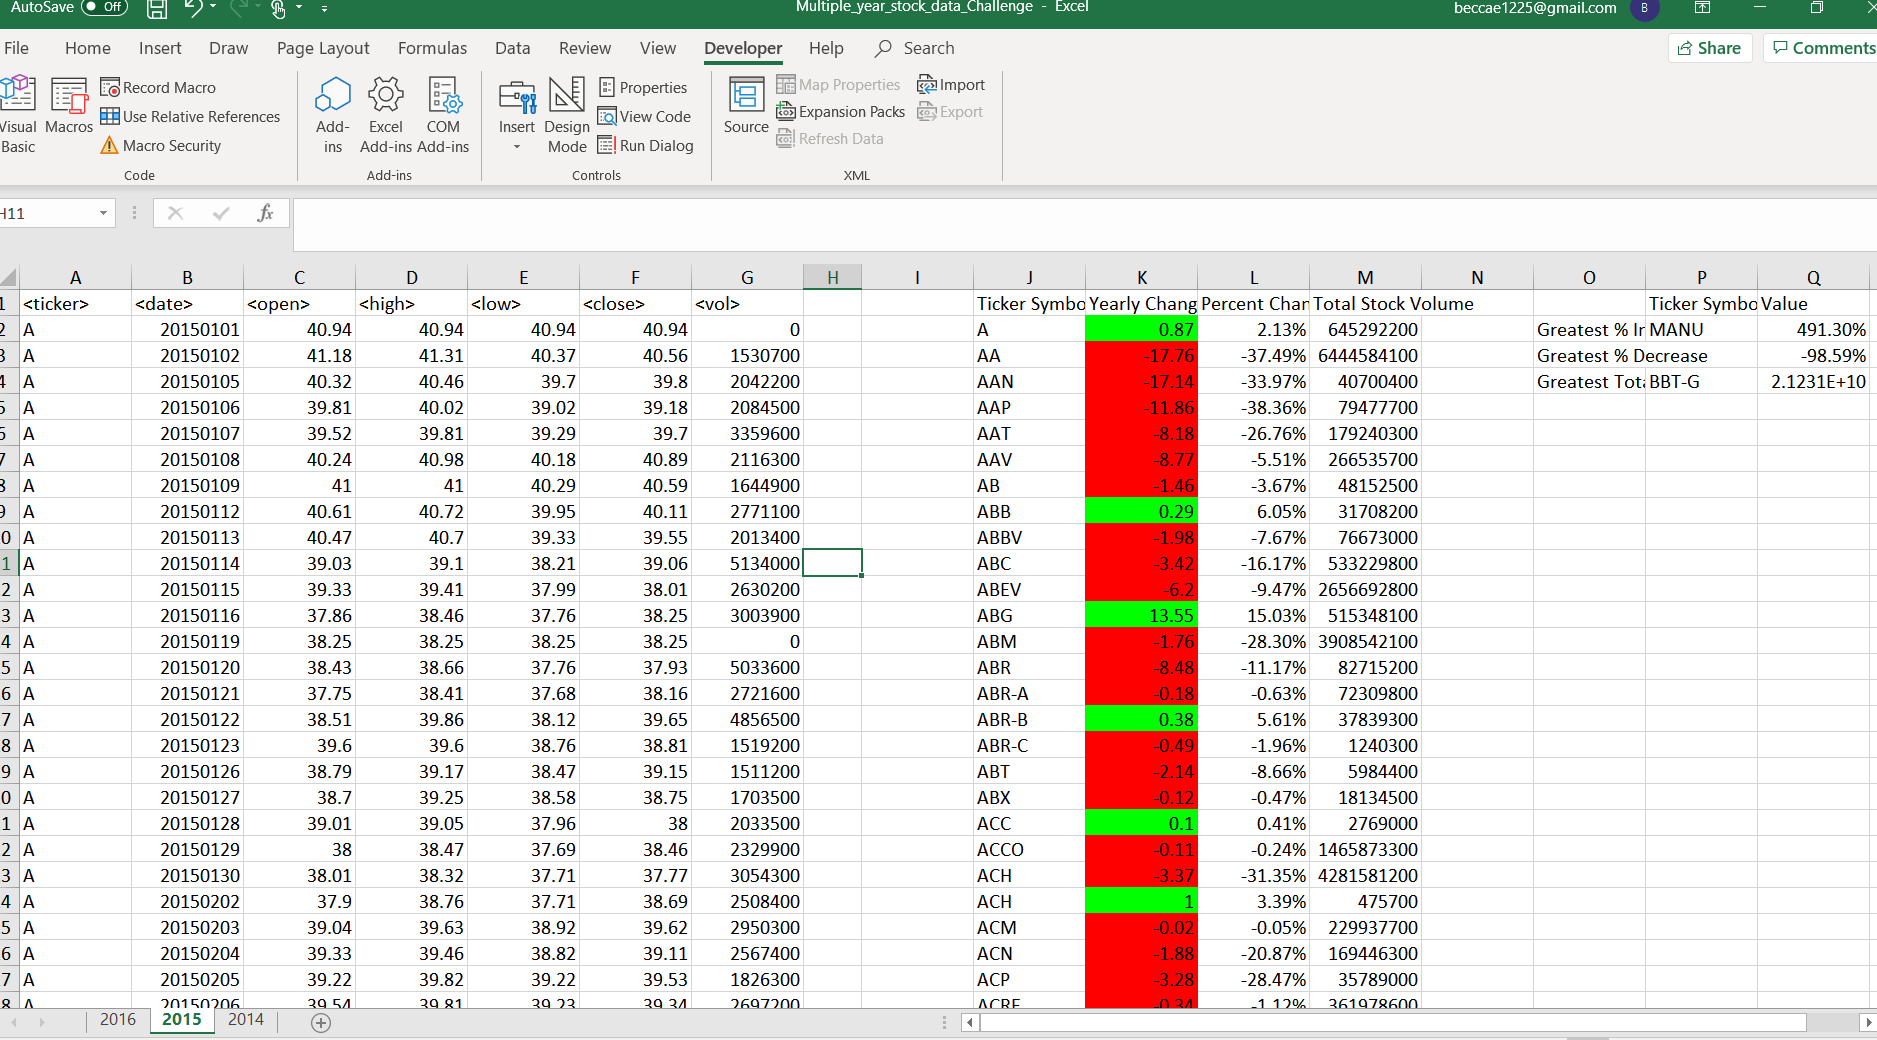 AutoSave Off Multiple_year_stock_data_Challenge - Excel beccae1225@gmail.com B
File Home Insert Draw Page Layout Formulas Data Review View Developer Help Search Share Comments
Visual Basic Macros Record Macro Use Relative References Macro Security Code
Add-ins Excel Add-ins COM Add-ins Add-ins
Insert Design Mode Properties View Code Run Dialog Controls
Source Map Properties Expansion Packs Refresh Data Import Export XML
H11 fx
A B C D E F G H I J K L M N O P Q
1 <ticker> <date> <open> <high> <low> <close> <vol> Ticker Symbo Yearly Chang Percent Chan Total Stock Volume Ticker Symbo Value
2 A 20150101 40.94 40.94 40.94 40.94 0 A 0.87 2.13% 645292200 Greatest % In MANU 491.30%
3 A 20150102 41.18 41.31 40.37 40.56 1530700 AA -17.76 -37.49% 6444584100 Greatest % Decrease -98.59%
4 A 20150105 40.32 40.46 39.7 39.8 2042200 AAN -17.14 -33.97% 40700400 Greatest Tota BBT-G 2.1231E+10
5 A 20150106 39.81 40.02 39.02 39.18 2084500 AAP -11.86 -38.36% 79477700
6 A 20150107 39.52 39.81 39.29 39.7 3359600 AAT -8.18 -26.76% 179240300
7 A 20150108 40.24 40.98 40.18 40.89 2116300 AAV -8.77 -5.51% 266535700
8 A 20150109 41 41 40.29 40.59 1644900 AB -1.46 -3.67% 48152500
9 A 20150112 40.61 40.72 39.95 40.11 2771100 ABB 0.29 6.05% 31708200
0 A 20150113 40.47 40.7 39.33 39.55 2013400 ABBV -1.98 -7.67% 76673000
1 A 20150114 39.03 39.1 38.21 39.06 5134000 ABC -3.42 -16.17% 533229800
2 A 20150115 39.33 39.41 37.99 38.01 2630200 ABEV -6.2 -9.47% 2656692800
3 A 20150116 37.86 38.46 37.76 38.25 3003900 ABG 13.55 15.03% 515348100
4 A 20150119 38.25 38.25 38.25 38.25 0 ABM -1.76 -28.30% 3908542100
5 A 20150120 38.43 38.66 37.76 37.93 5033600 ABR -8.48 -11.17% 82715200
6 A 20150121 37.75 38.41 37.68 38.16 2721600 ABR-A -0.18 -0.63% 72309800
7 A 20150122 38.51 39.86 38.12 39.65 4856500 ABR-B 0.38 5.61% 37839300
8 A 20150123 39.6 39.6 38.76 38.81 1519200 ABR-C -0.49 -1.96% 1240300
9 A 20150126 38.79 39.17 38.47 39.15 1511200 ABT -2.14 -8.66% 5984400
0 A 20150127 38.7 39.25 38.58 38.75 1703500 ABX -0.12 -0.47% 18134500
1 A 20150128 39.01 39.05 37.96 38 2033500 ACC 0.1 0.41% 2769000
2 A 20150129 38 38.47 37.69 38.46 2329900 ACCO -0.11 -0.24% 1465873300
3 A 20150130 38.01 38.32 37.71 37.77 3054300 ACH -3.37 -31.35% 4281581200
4 A 20150202 37.9 38.76 37.71 38.69 2508400 ACH 1 3.39% 475700
5 A 20150203 39.04 39.63 38.92 39.62 2950300 ACM -0.02 -0.05% 229937700
6 A 20150204 39.33 39.46 38.82 39.11 2567400 ACN -1.88 -20.87% 169446300
7 A 20150205 39.22 39.82 39.22 39.53 1826300 ACP -3.28 -28.47% 35789000
8 A 20150206 39.54 39.81 39.23 39.34 2697200 ACRE -0.34 -1.12% 361978600
2016 2015 2014